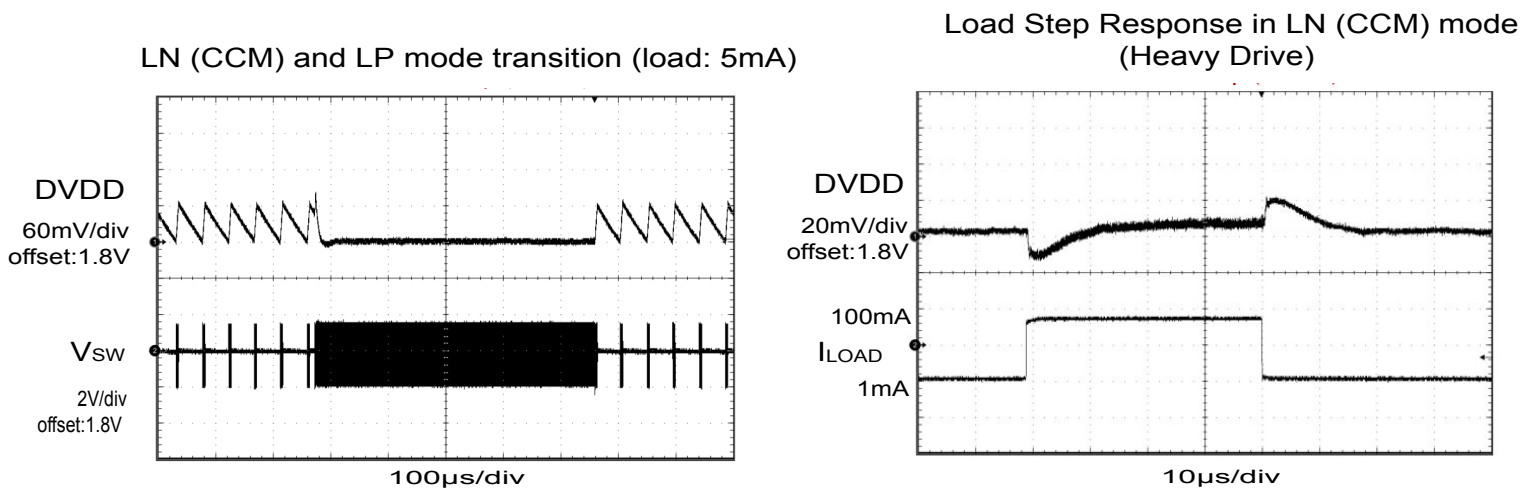 LN (CCM) and LP mode transition (load: 5mA)
DVDD
60mV/div
offset:1.8V
VSW
2V/div
offset:1.8V
100µs/div
Load Step Response in LN (CCM) mode
(Heavy Drive)
DVDD
20mV/div
offset:1.8V
100mA
ILOAD
1mA
10µs/div